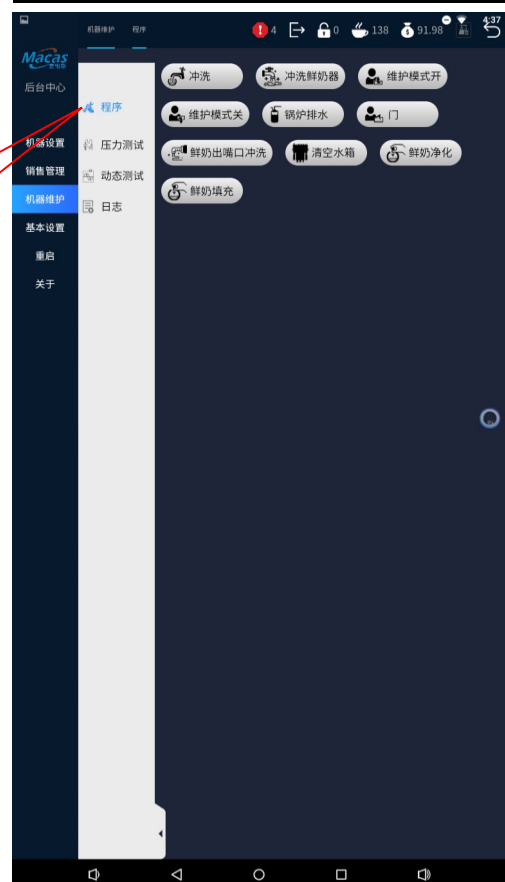 4:37
机器维护 程序
4
0
138
91.98
Macas
后台中心
机器设置
销售管理
机器维护
基本设置
重启
关于
程序
压力测试
动态测试
日志
冲洗 冲洗鲜奶器 维护模式开
维护模式关 锅炉排水 门
鲜奶出嘴口冲洗 清空水箱 鲜奶净化
鲜奶填充